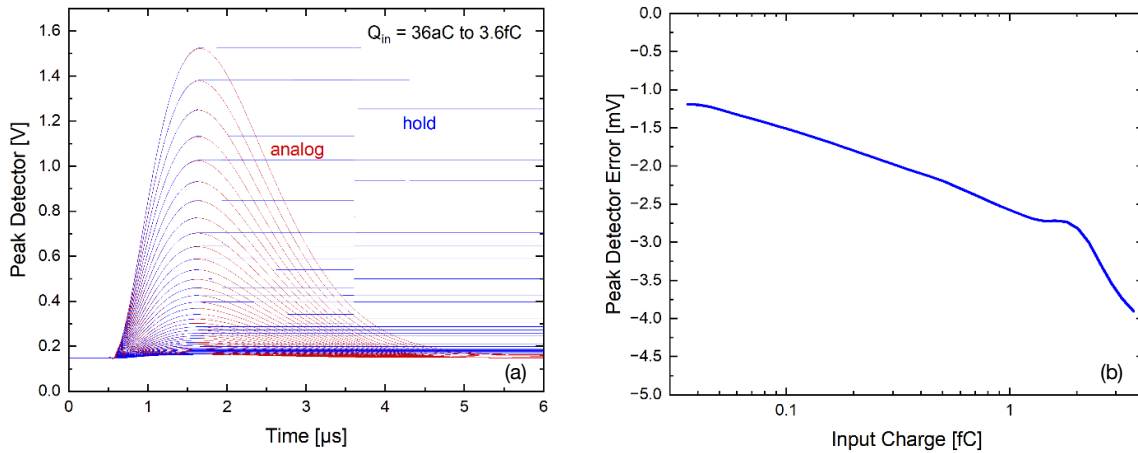 Peak Detector [V]
1.6
1.4
1.2
1.0
0.8
0.6
0.4
0.2
0.0
Q_in = 36aC to 3.6fC
hold
analog
(a)
0 1 2 3 4 5 6
Time [µs]
Peak Detector Error [mV]
0.0
−0.5
−1.0
−1.5
−2.0
−2.5
−3.0
−3.5
−4.0
−4.5
−5.0
(b)
0.1 1
Input Charge [fC]